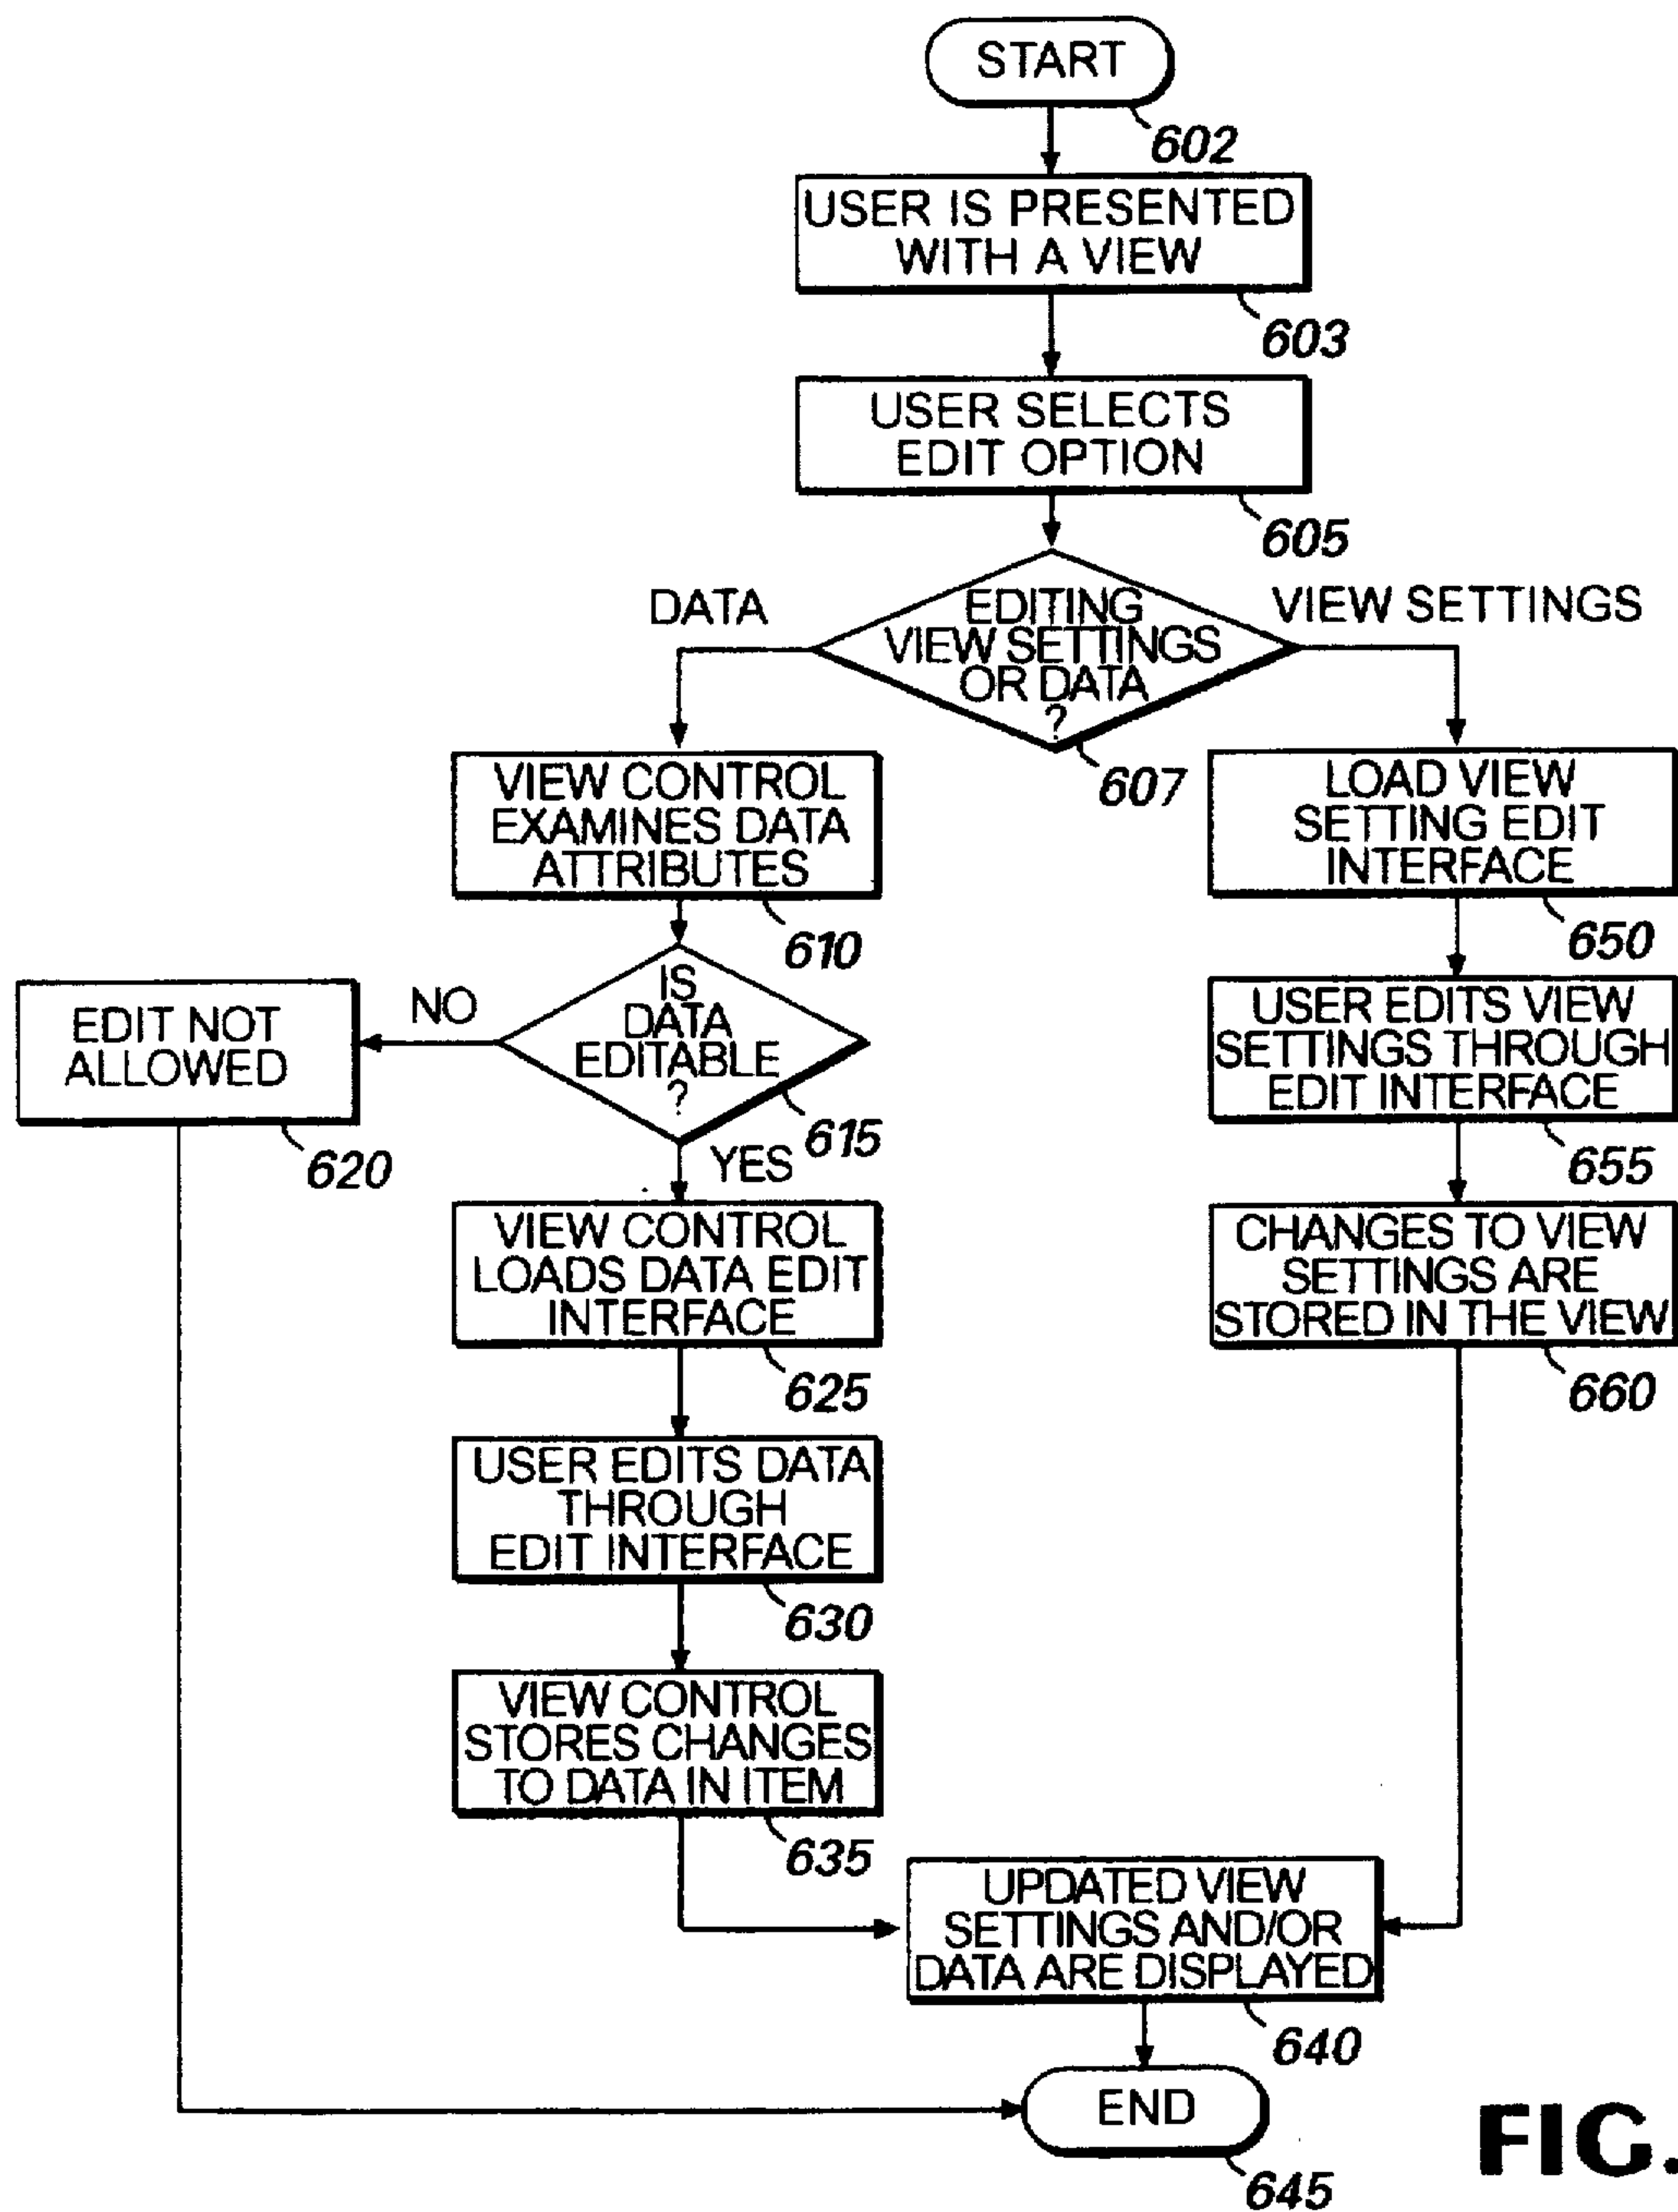 START
602
USER IS PRESENTED
WITH A VIEW
603
USER SELECTS
EDIT OPTION
605
DATA
EDITING
VIEW SETTINGS
OR DATA
?
VIEW SETTINGS
607
VIEW CONTROL
EXAMINES DATA
ATTRIBUTES
610
LOAD VIEW
SETTING EDIT
INTERFACE
650
EDIT NOT
ALLOWED
620
NO
IS
DATA
EDITABLE
?
615
YES
USER EDITS VIEW
SETTINGS THROUGH
EDIT INTERFACE
655
VIEW CONTROL
LOADS DATA EDIT
INTERFACE
625
CHANGES TO VIEW
SETTINGS ARE
STORED IN THE VIEW
660
USER EDITS DATA
THROUGH
EDIT INTERFACE
630
VIEW CONTROL
STORES CHANGES
TO DATA IN ITEM
635
UPDATED VIEW
SETTINGS AND/OR
DATA ARE DISPLAYED
640
END
645
FIG.